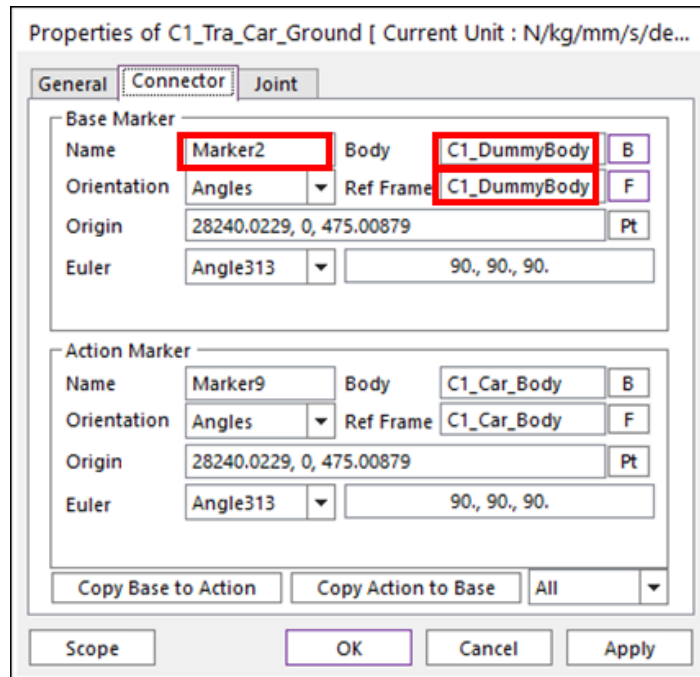 Properties of C1_Tra_Car_Ground [ Current Unit : N/kg/mm/s/de...
General Connector Joint
Base Marker
Name Marker2 Body C1_DummyBody B
Orientation Angles Ref Frame C1_DummyBody F
Origin 28240.0229, 0, 475.00879 Pt
Euler Angle313 90., 90., 90.
Action Marker
Name Marker9 Body C1_Car_Body B
Orientation Angles Ref Frame C1_Car_Body F
Origin 28240.0229, 0, 475.00879 Pt
Euler Angle313 90., 90., 90.
Copy Base to Action Copy Action to Base All
Scope OK Cancel Apply